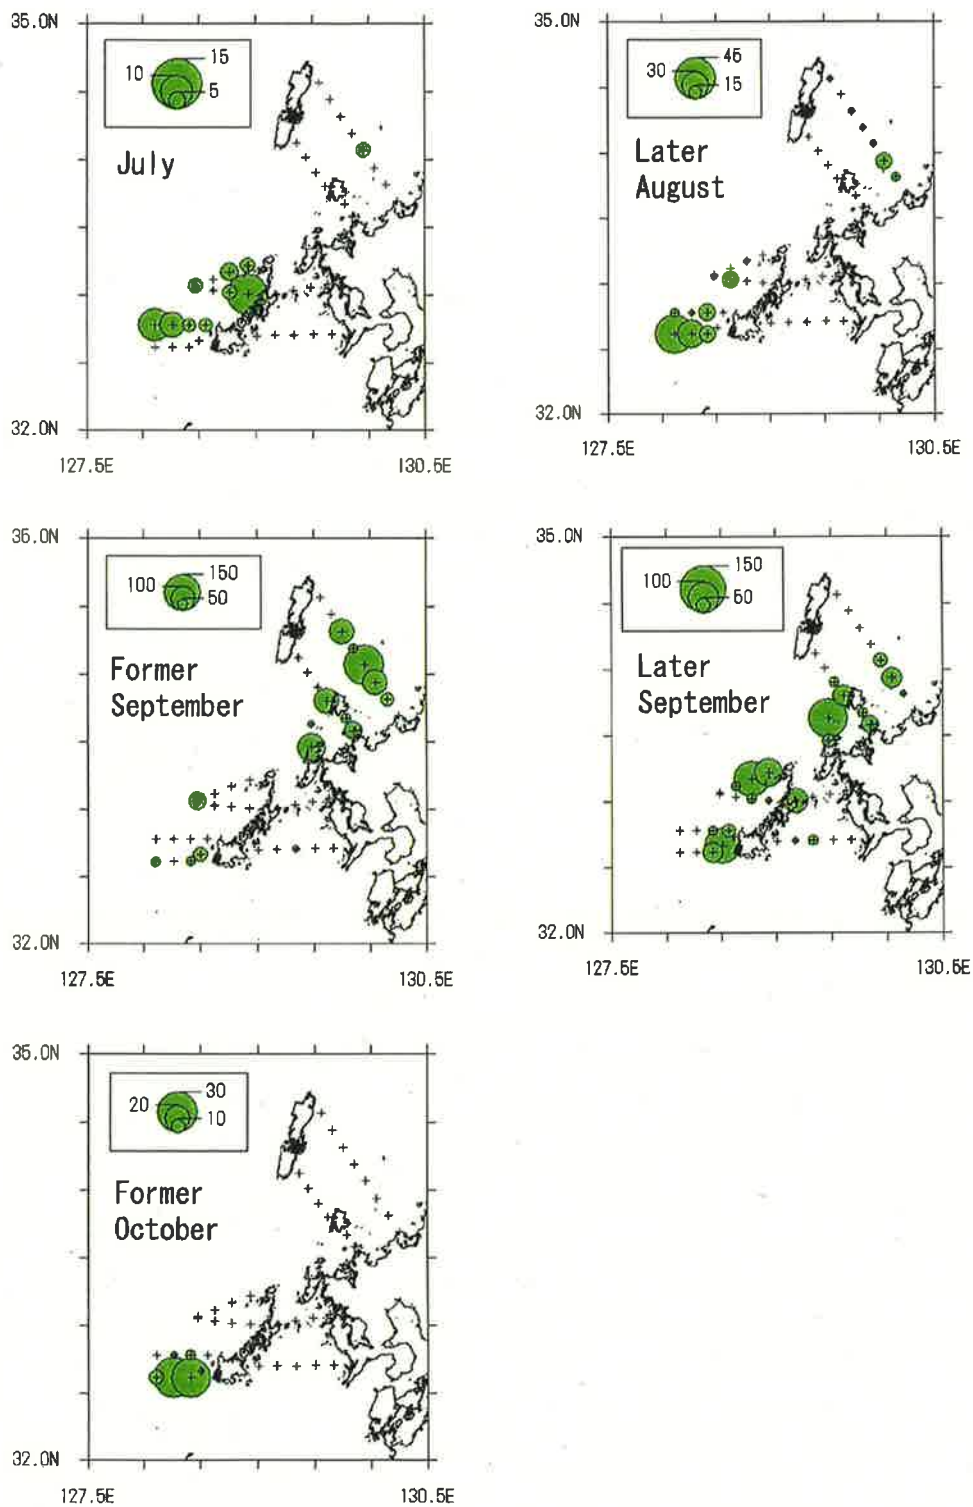 35.0N
15
10
5
July
32.0N
127.5E
130.5E
35.0N
45
30
15
Later
August
32.0N
127.5E
130.5E
35.0N
150
100
50
Former
September
32.0N
127.5E
130.5E
35.0N
150
100
50
Later
September
32.0N
127.5E
130.5E
35.0N
30
20
10
Former
October
32.0N
127.5E
130.5E